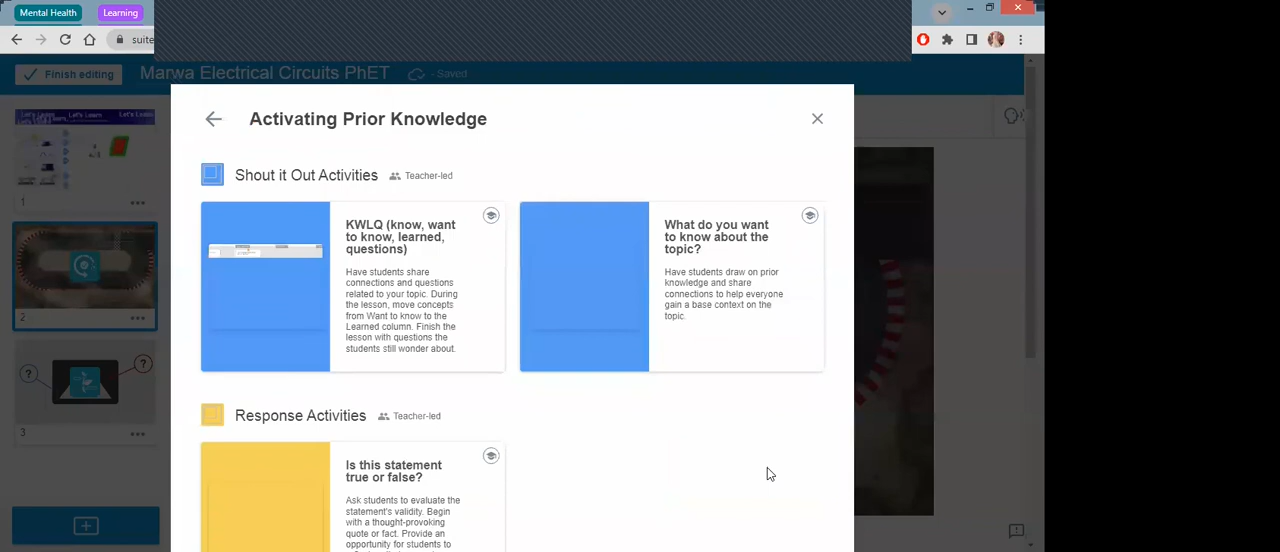 Mental Health
Learning
suite
Finish editing
Marwa Electrical Circuits PhET
- Saved
Let's Learn
Let's Learn
1
2
?
?
3
Activating Prior Knowledge
Shout it Out Activities
Teacher-led
KWLQ (know, want
to know, learned,
questions)
Have students share
connections and questions
related to your topic. During
the lesson, move concepts
from Want to know to the
Learned column. Finish the
lesson with questions the
students still wonder about.
What do you want
to know about the
topic?
Have students draw on prior
knowledge and share
connections to help everyone
gain a base context on the
topic.
Response Activities
Teacher-led
Is this statement
true or false?
Ask students to evaluate the
statement's validity. Begin
with a thought-provoking
quote or fact. Provide an
opportunity for students to